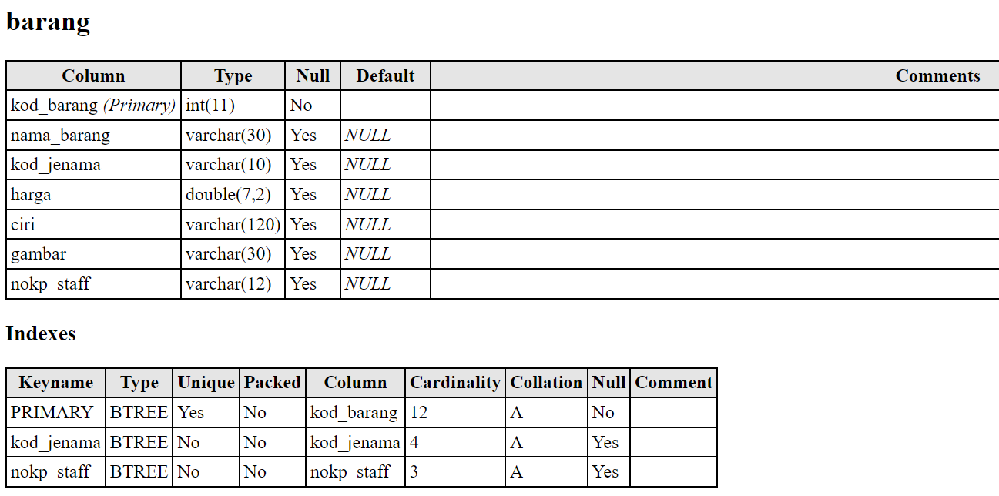 barang
Column Type Null Default Comments
kod_barang (Primary) int(11) No
nama_barang varchar(30) Yes NULL
kod_jenama varchar(10) Yes NULL
harga double(7,2) Yes NULL
ciri varchar(120) Yes NULL
gambar varchar(30) Yes NULL
nokp_staff varchar(12) Yes NULL
Indexes
Keyname Type Unique Packed Column Cardinality Collation Null Comment
PRIMARY BTREE Yes No kod_barang 12 A No
kod_jenama BTREE No No kod_jenama 4 A Yes
nokp_staff BTREE No No nokp_staff 3 A Yes